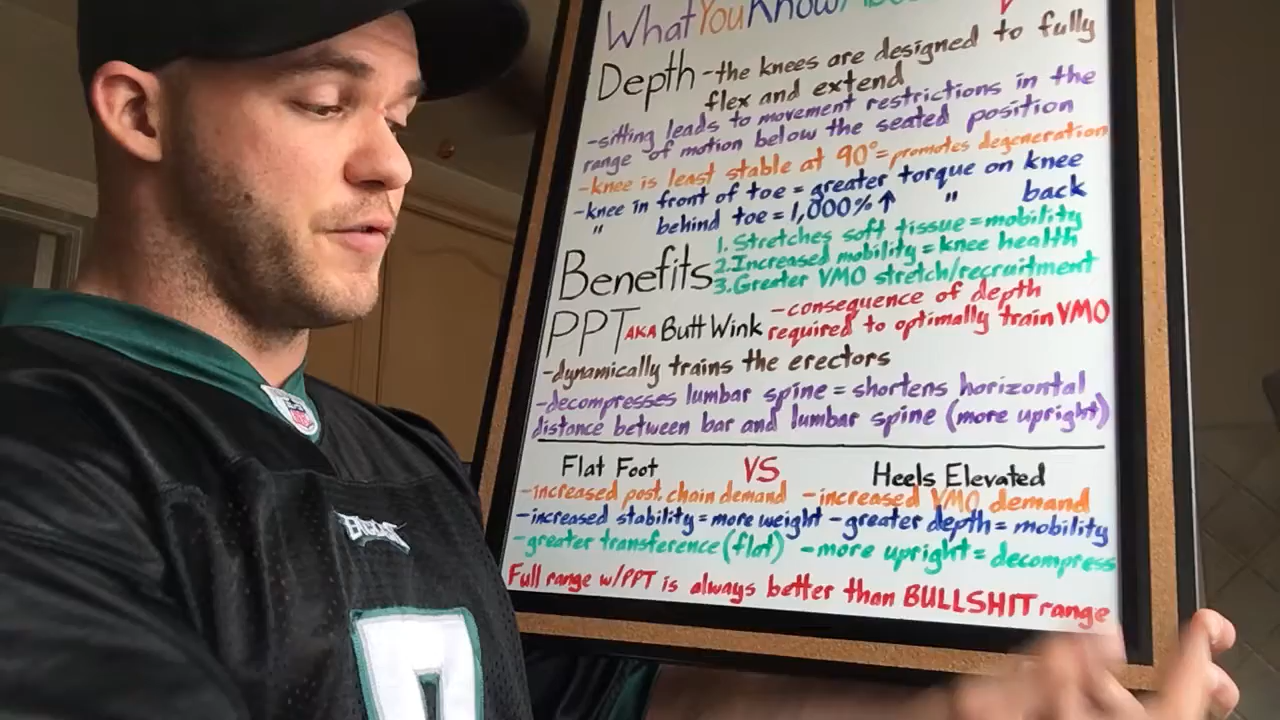 What You Know
Depth -the knees are designed to fully
flex and extend
-sitting leads to movement restrictions in the
range of motion below the seated position
-knee is least stable at 90°=promotes degeneration
-knee in front of toe = greater torque on knee
" behind toe = 1,000%↑ " back
Benefits 1. Stretches soft tissue=mobility
2. Increased mobility = knee health
3. Greater VMO stretch/recruitment
PPT AKA Butt Wink -consequence of depth
required to optimally train VMO
-dynamically trains the erectors
-decompresses lumbar spine = shortens horizontal
distance between bar and lumbar spine (more upright)
Flat Foot VS Heels Elevated
-increased post. chain demand -increased VMO demand
-increased stability=more weight -greater depth= mobility
-greater transference (flat) -more upright= decompress
Full range w/PPT is always better than BULLSHIT range
EAGLES
NFL